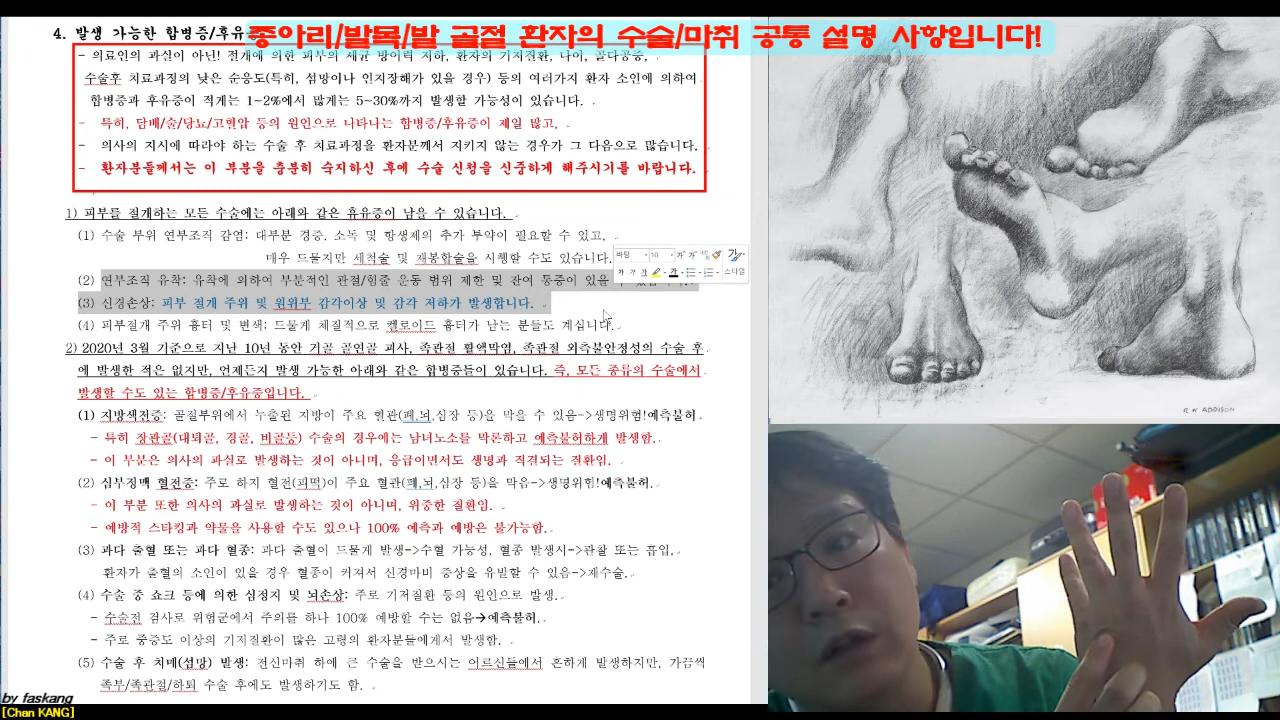 종아리/발목/발 골절 환자의 수술/마취 공통 설명 사항입니다!
4. 발생 가능한 합병증/후유
- 의료인의 과실이 아닌! 절개에 의한 피부의 세균 방어력 저하, 환자의 기저질환, 나이, 골다공증,
수술후 치료과정의 낮은 순응도(특히, 섬망이나 인지장해가 있을 경우) 등의 여러가지 환자 소인에 의하여
합병증과 후유증이 적게는 1~2%에서 많게는 5~30%까지 발생할 가능성이 있습니다.
- 특히, 담배/술/당뇨/고혈압 등의 원인으로 나타나는 합병증/후유증이 제일 많고,
- 의사의 지시에 따라야 하는 수술 후 치료과정을 환자분께서 지키지 않는 경우가 그 다음으로 많습니다.
- 환자분들께서는 이 부분을 충분히 숙지하신 후에 수술 신청을 신중하게 해주시기를 바랍니다.
1) 피부를 절개하는 모든 수술에는 아래와 같은 휴유증이 남을 수 있습니다.
(1) 수술 부위 연부조직 감염: 대부분 경증. 소독 및 항생제의 추가 투약이 필요할 수 있고,
매우 드물지만 세척술 및 재봉합술을 시행할 수도 있습니다.
바탕 10
가 가 가 스타일
(2) 연부조직 유착: 유착에 의하여 부분적인 관절/힘줄 운동 범위 제한 및 잔여 통증이 있을 수 있습니다.
(3) 신경손상: 피부 절개 주위 및 원위부 감각이상 및 감각 저하가 발생합니다.
(4) 피부절개 주위 흉터 및 변색: 드물게 체질적으로 켈로이드 흉터가 남는 분들도 계십니다.
2) 2020년 3월 기준으로 지난 10년 동안 거골 골연골 괴사, 족관절 활액막염, 족관절 외측불안정성의 수술 후
에 발생한 적은 없지만, 언제든지 발생 가능한 아래와 같은 합병증들이 있습니다. 즉, 모든 종류의 수술에서
발생할 수도 있는 합병증/후유증입니다.
(1) 지방색전증: 골절부위에서 누출된 지방이 주요 혈관(폐,뇌,심장 등)을 막을 수 있음->생명위험!예측불허.
- 특히 장관골(대퇴골, 경골, 비골등) 수술의 경우에는 남녀노소를 막론하고 예측불허하게 발생함.
- 이 부분은 의사의 과실로 발생하는 것이 아니며, 응급이면서도 생명과 직결되는 질환임.
(2) 심부정맥 혈전증: 주로 하지 혈전(피떡)이 주요 혈관(폐,뇌,심장 등)을 막음->생명위험!예측불허.
- 이 부분 또한 의사의 과실로 발생하는 것이 아니며, 위중한 질환임.
- 예방적 스타킹과 약물을 사용할 수도 있으나 100% 예측과 예방은 불가능함.
(3) 과다 출혈 또는 과다 혈종: 과다 출혈이 드물게 발생->수혈 가능성, 혈종 발생시->관찰 또는 흡입.
환자가 출혈의 소인이 있을 경우 혈종이 커져서 신경마비 증상을 유발할 수 있음->재수술.
(4) 수술 중 쇼크 등에 의한 심정지 및 뇌손상: 주로 기저질환 등의 원인으로 발생.
- 수술전 검사로 위험군에서 주의를 하나 100% 예방할 수는 없음→예측불허.
- 주로 중증도 이상의 기저질환이 많은 고령의 환자분들에게서 발생함.
(5) 수술 후 치매(섬망) 발생: 전신마취 하에 큰 수술을 받으시는 어르신들에서 흔하게 발생하지만, 가끔씩
족부/족관절/하퇴 수술 후에도 발생하기도 함.
R W ADDISON
by faskang
[Chan KANG]